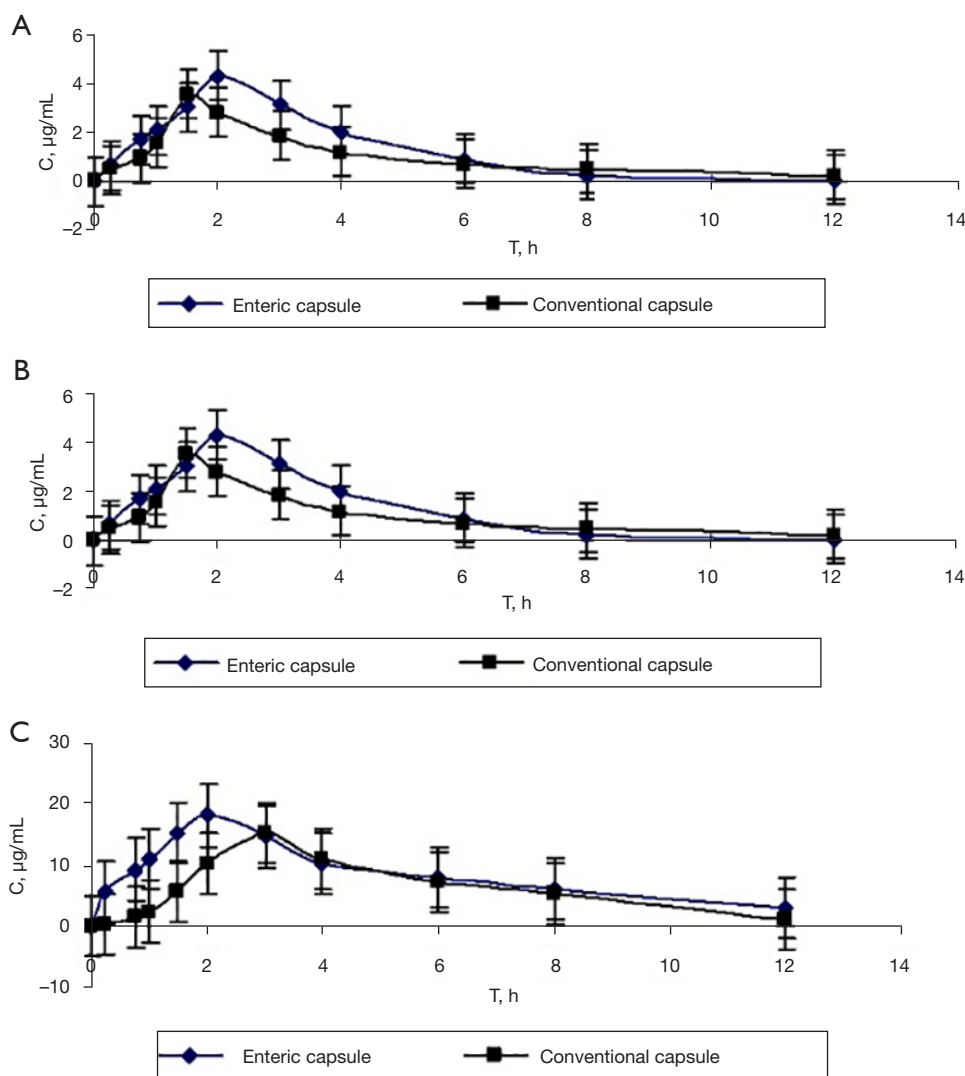 A
6
4
2
0
−2
C, µg/mL
0 2 4 6 8 10 12 14
T, h
Enteric capsule Conventional capsule
B
6
4
2
0
−2
C, µg/mL
0 2 4 6 8 10 12 14
T, h
Enteric capsule Conventional capsule
C
30
20
10
0
−10
C, µg/mL
0 2 4 6 8 10 12 14
T, h
Enteric capsule Conventional capsule